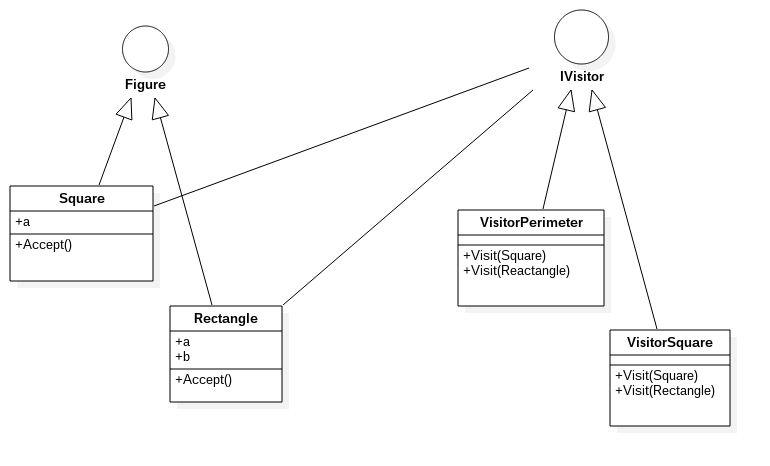 Figure
IVisitor
Square
+a
+Accept()
VisitorPerimeter
+Visit(Square)
+Visit(Reactangle)
Rectangle
+a
+b
+Accept()
VisitorSquare
+Visit(Square)
+Visit(Rectangle)